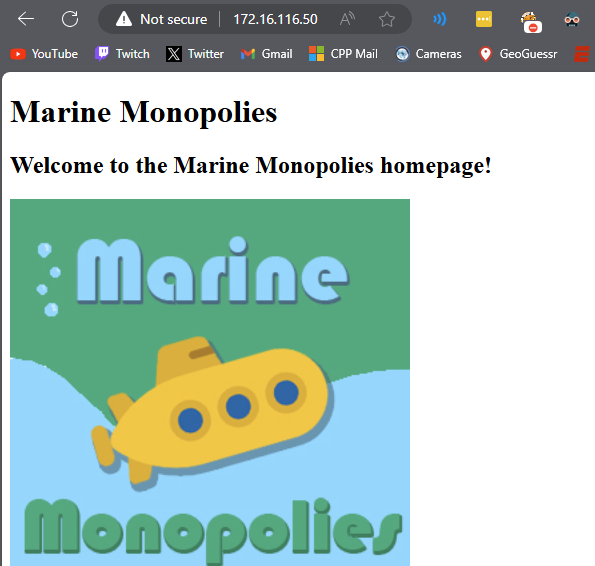 Not secure 172.16.116.50
YouTube Twitch Twitter Gmail CPP Mail Cameras GeoGuessr
Marine Monopolies
Welcome to the Marine Monopolies homepage!
Marine
Monopolies